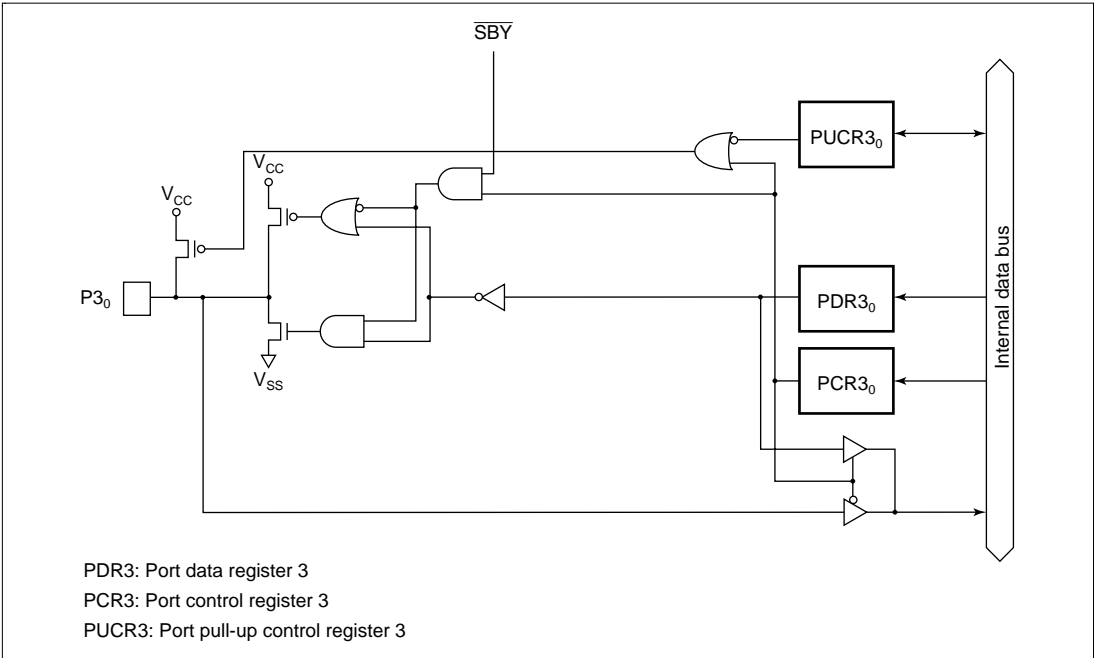 S̅B̅Y̅
PUCR3₀
V_CC
V_CC
P3₀
PDR3₀
Internal data bus
PCR3₀
V_SS
PDR3: Port data register 3
PCR3: Port control register 3
PUCR3: Port pull-up control register 3